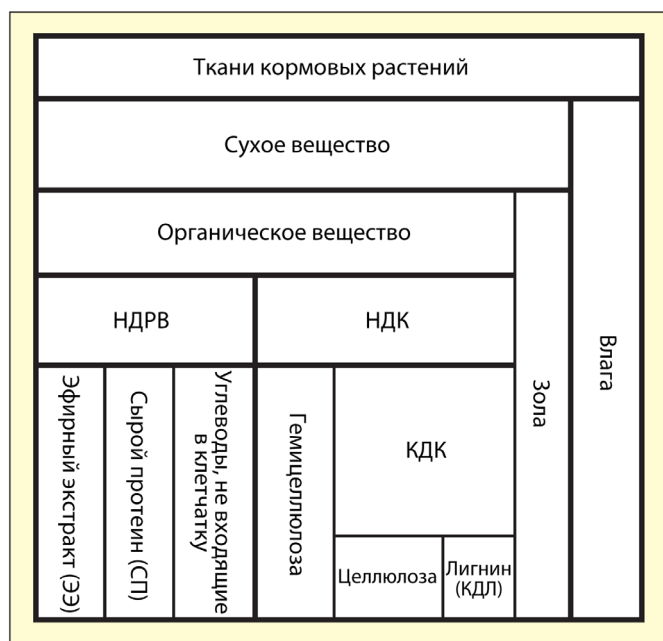 Ткани кормовых растений
Сухое вещество
Органическое вещество
НДРВ
НДК
Эфирный экстракт (ЭЭ)
Сырой протеин (СП)
Углеводы, не входящие
в клетчатку
Гемицеллюлоза
КДК
Целлюлоза
Лигнин
(КДЛ)
Зола
Влага